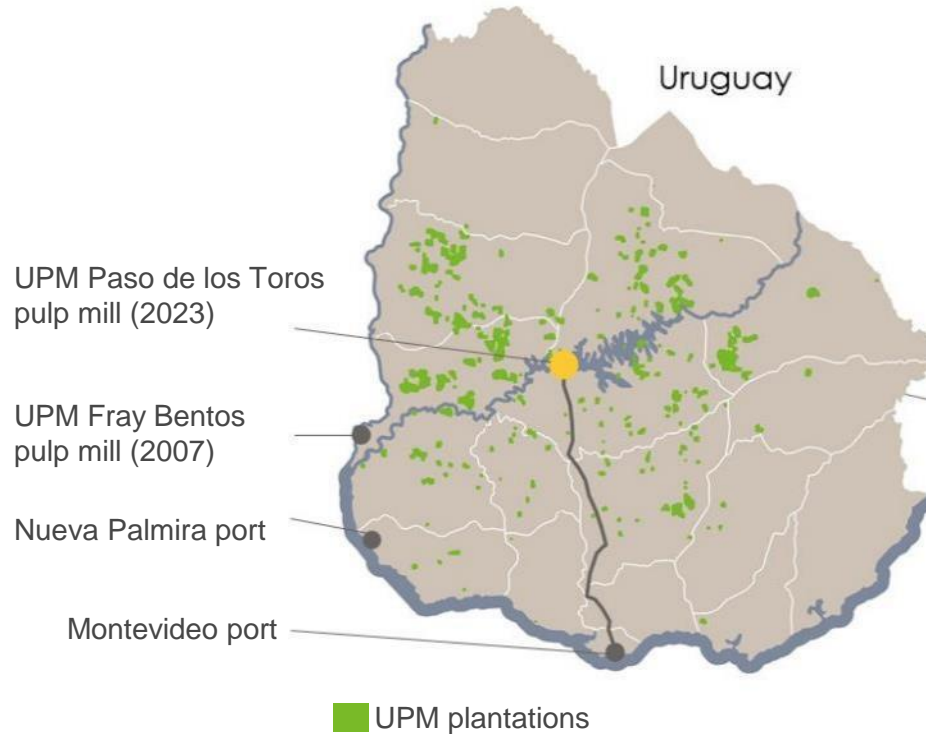 Uruguay
UPM Paso de los Toros
pulp mill (2023)
UPM Fray Bentos
pulp mill (2007)
Nueva Palmira port
Montevideo port
UPM plantations